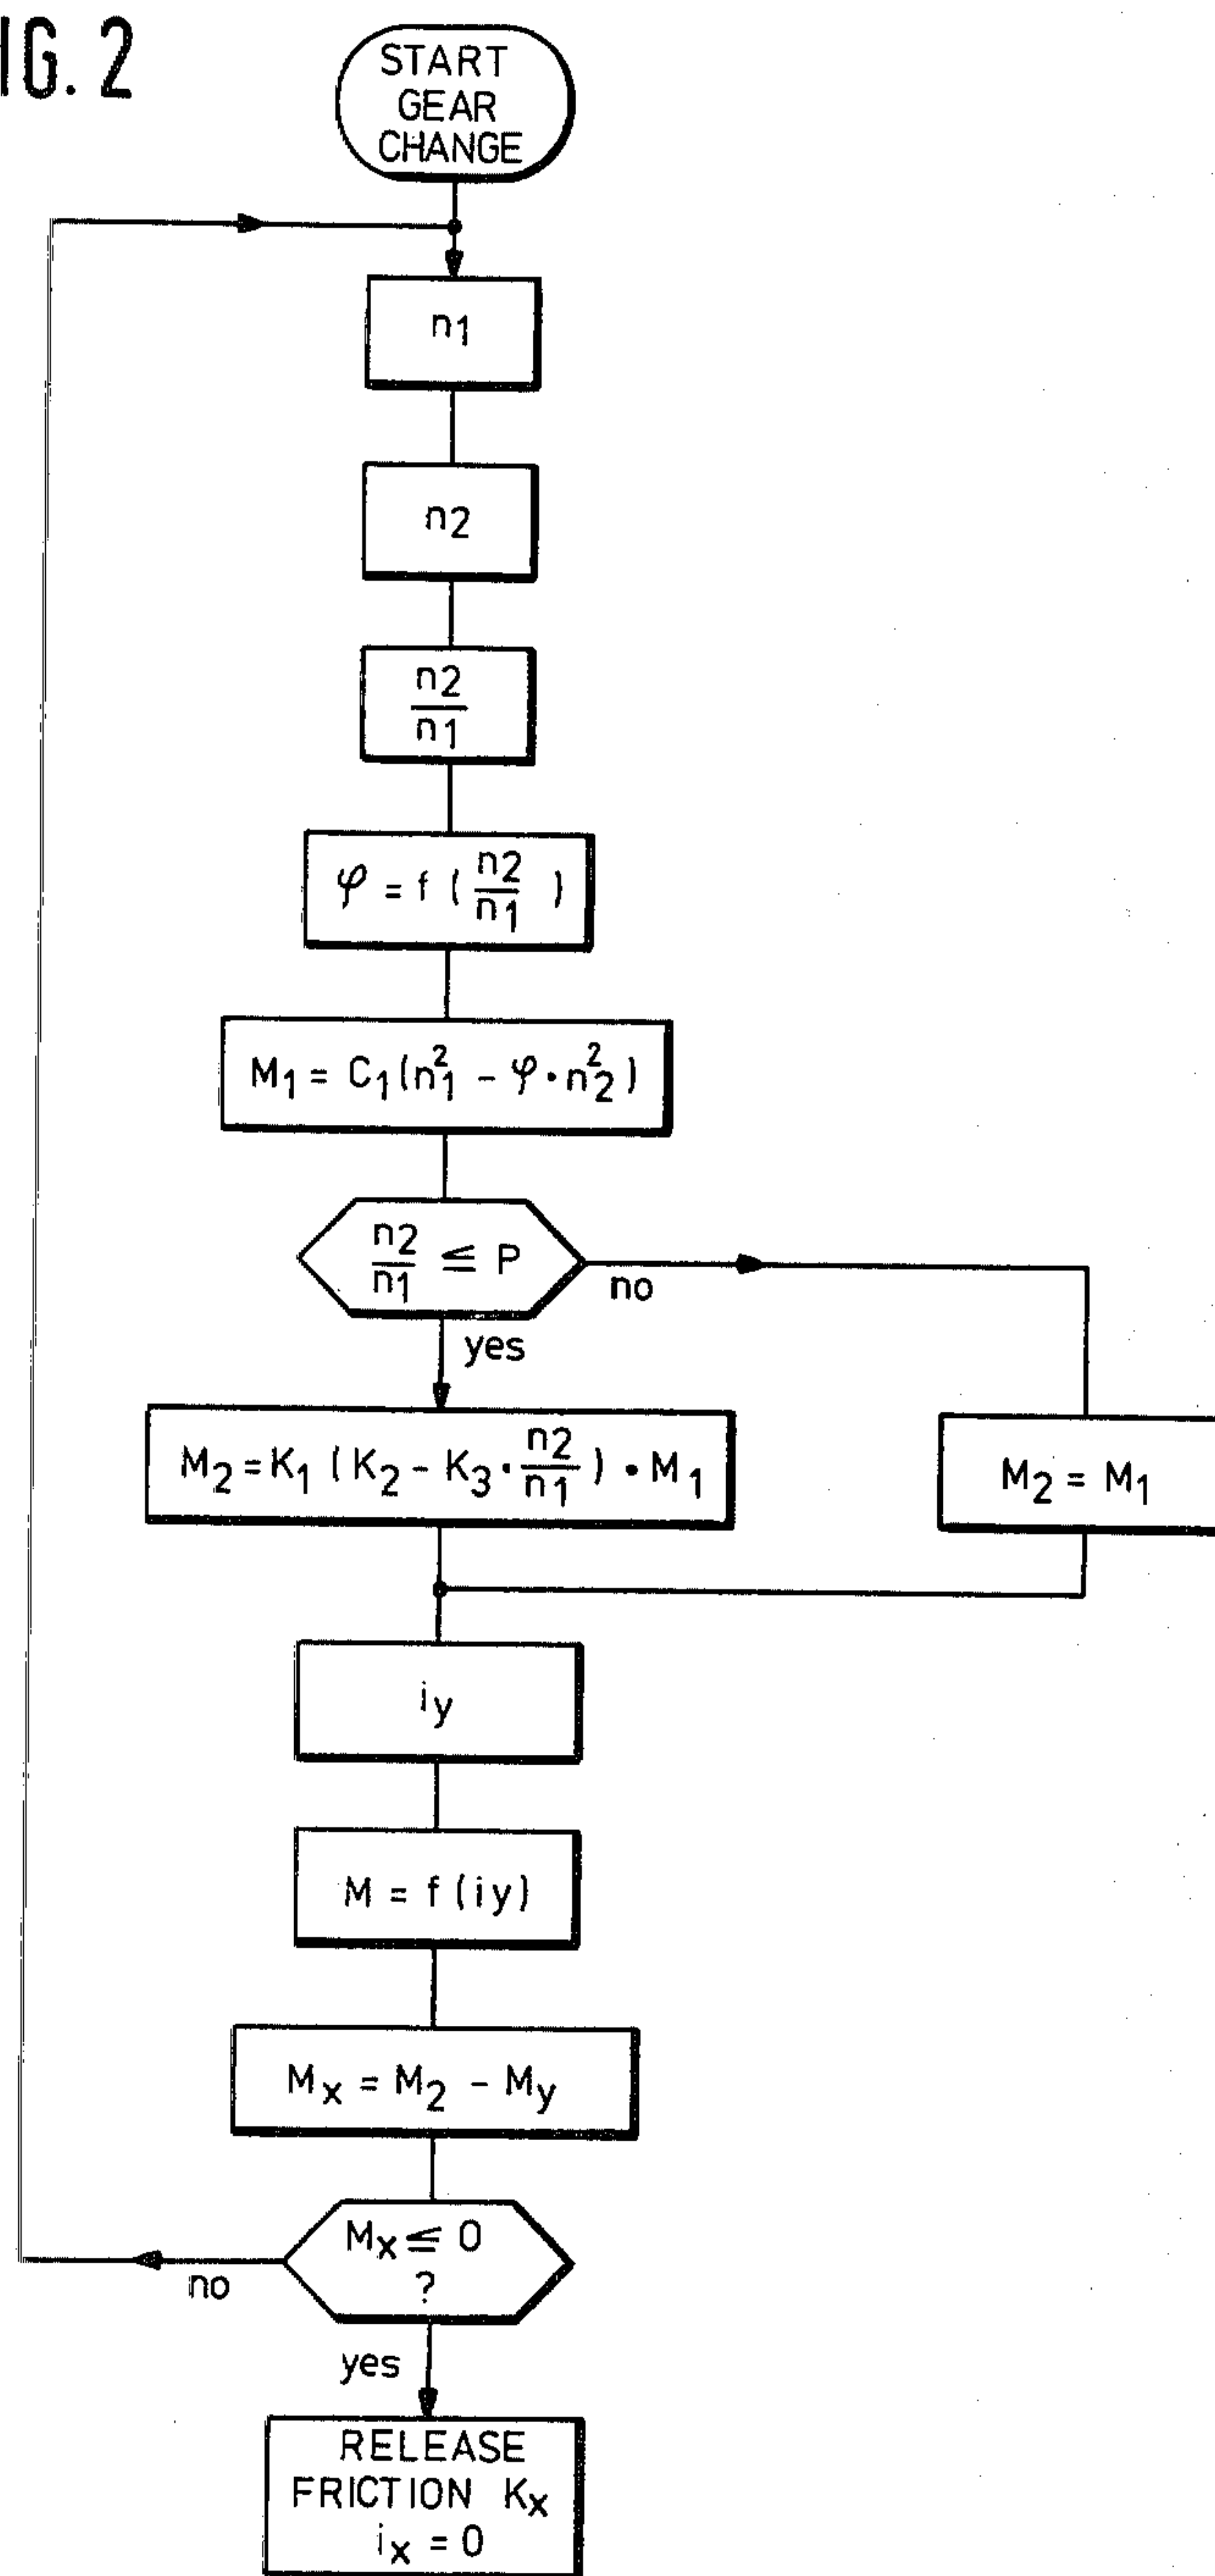 IG. 2
START
GEAR
CHANGE
n1
n2
n2
n1
φ = f ( n2/n1 )
M1 = C1(n1² - φ·n2²)
n2/n1 ≤ P
no
yes
M2 = K1 (K2 - K3 · n2/n1) • M1
M2 = M1
iy
M = f (iy)
Mx = M2 - My
Mx ≤ 0
?
no
yes
RELEASE
FRICTION Kx
ix = 0